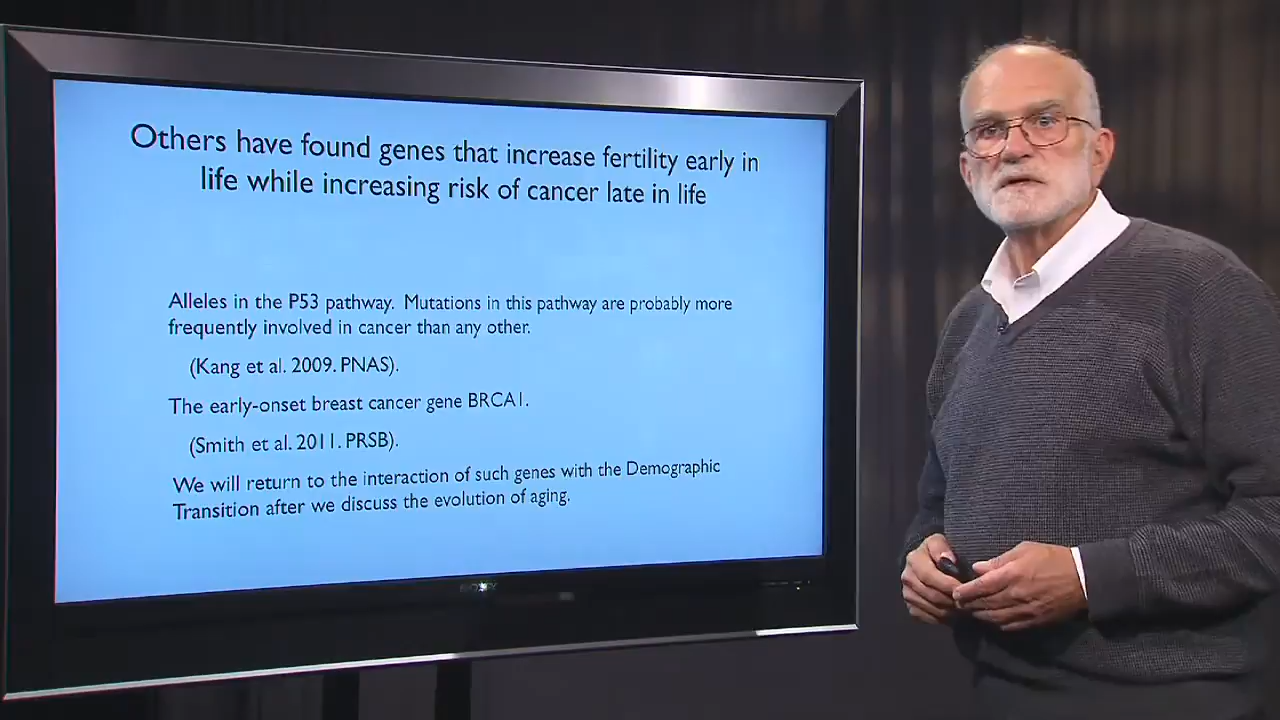 Others have found genes that increase fertility early in
life while increasing risk of cancer late in life
Alleles in the P53 pathway. Mutations in this pathway are probably more
frequently involved in cancer than any other.
(Kang et al. 2009. PNAS).
The early-onset breast cancer gene BRCA1.
(Smith et al. 2011. PRSB).
We will return to the interaction of such genes with the Demographic
Transition after we discuss the evolution of aging.